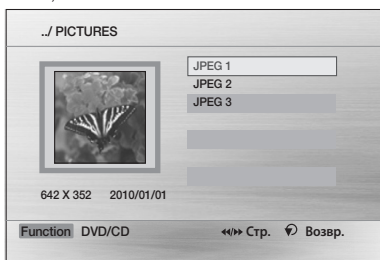 ../ PICTURES
JPEG 1
JPEG 2
JPEG 3
642 X 352 2010/01/01
Function DVD/CD ◀◀/▶▶ Стр. Возвр.